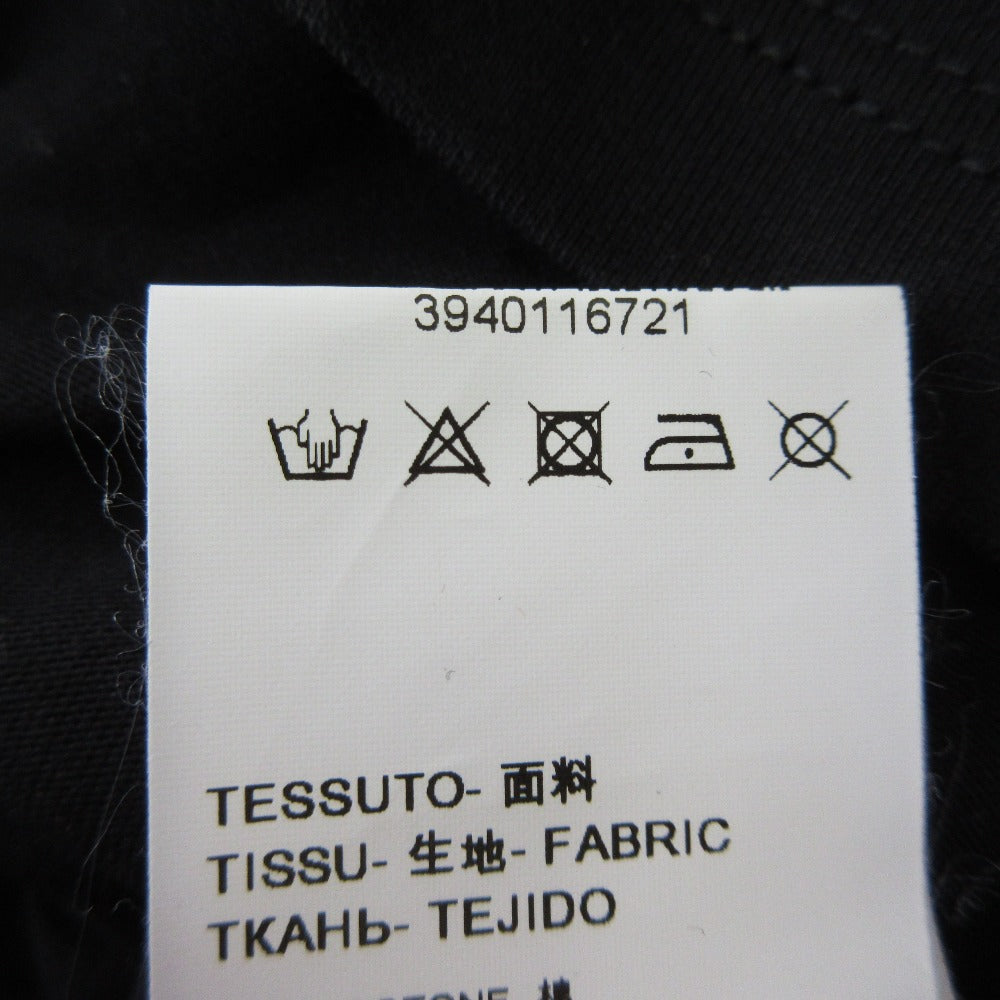 3940116721
TESSUTO- 面料
TISSU- 生地- FABRIC
ТКАНЬ- TEJIDO